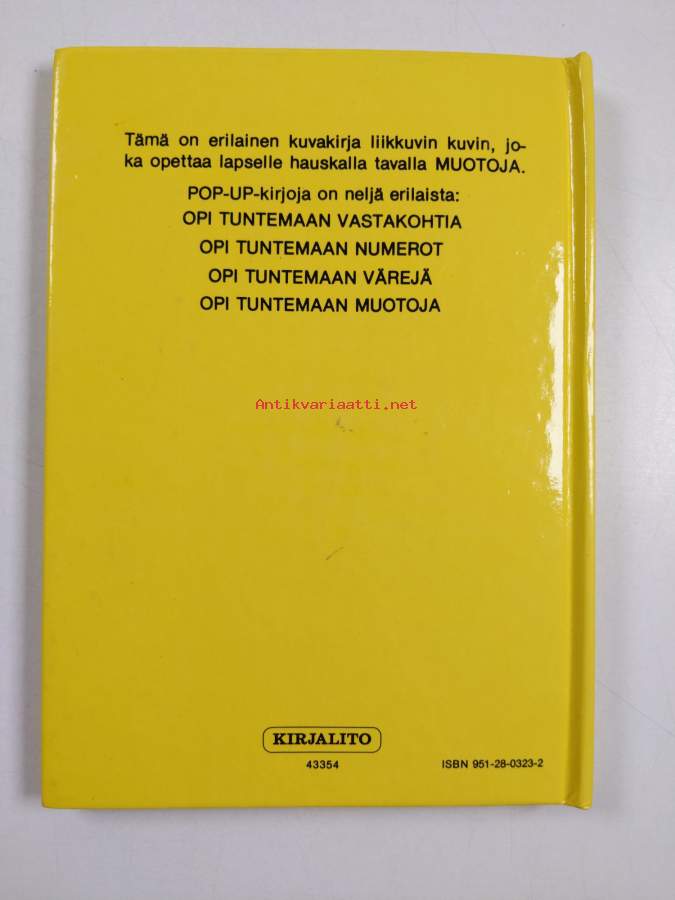 Tämä on erilainen kuvakirja liikkuvin kuvin, jo-
ka opettaa lapselle hauskalla tavalla MUOTOJA.
POP-UP-kirjoja on neljä erilaista:
OPI TUNTEMAAN VASTAKOHTIA
OPI TUNTEMAAN NUMEROT
OPI TUNTEMAAN VÄREJÄ
OPI TUNTEMAAN MUOTOJA
Antikvariaatti.net
KIRJALITO
43354
ISBN 951-28-0323-2